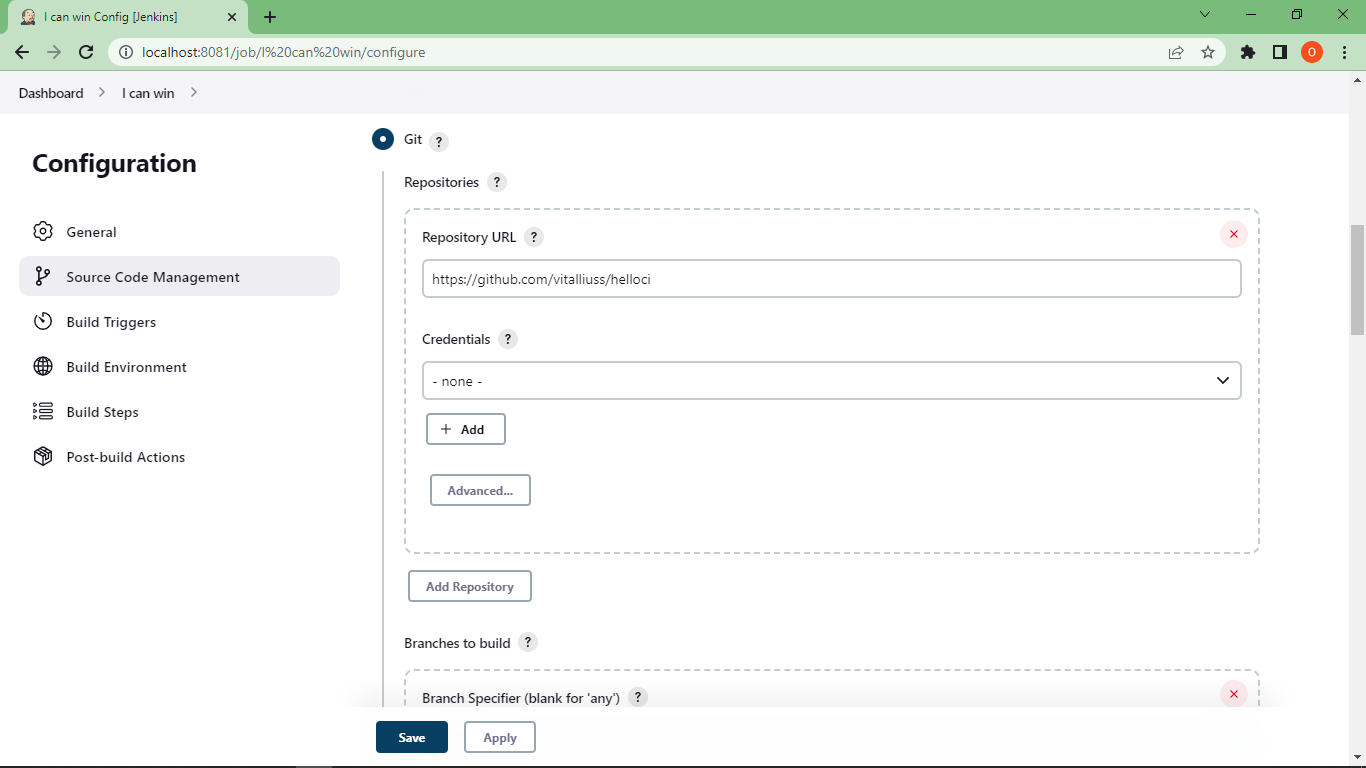 I can win Config [Jenkins]
localhost:8081/job/I%20can%20win/configure
O
Dashboard
I can win
Configuration
General
Source Code Management
Build Triggers
Build Environment
Build Steps
Post-build Actions
Git ?
Repositories ?
Repository URL ?
https://github.com/vitalliuss/helloci
Credentials ?
- none -
+ Add
Advanced...
Add Repository
Branches to build ?
Branch Specifier (blank for 'any') ?
Save
Apply